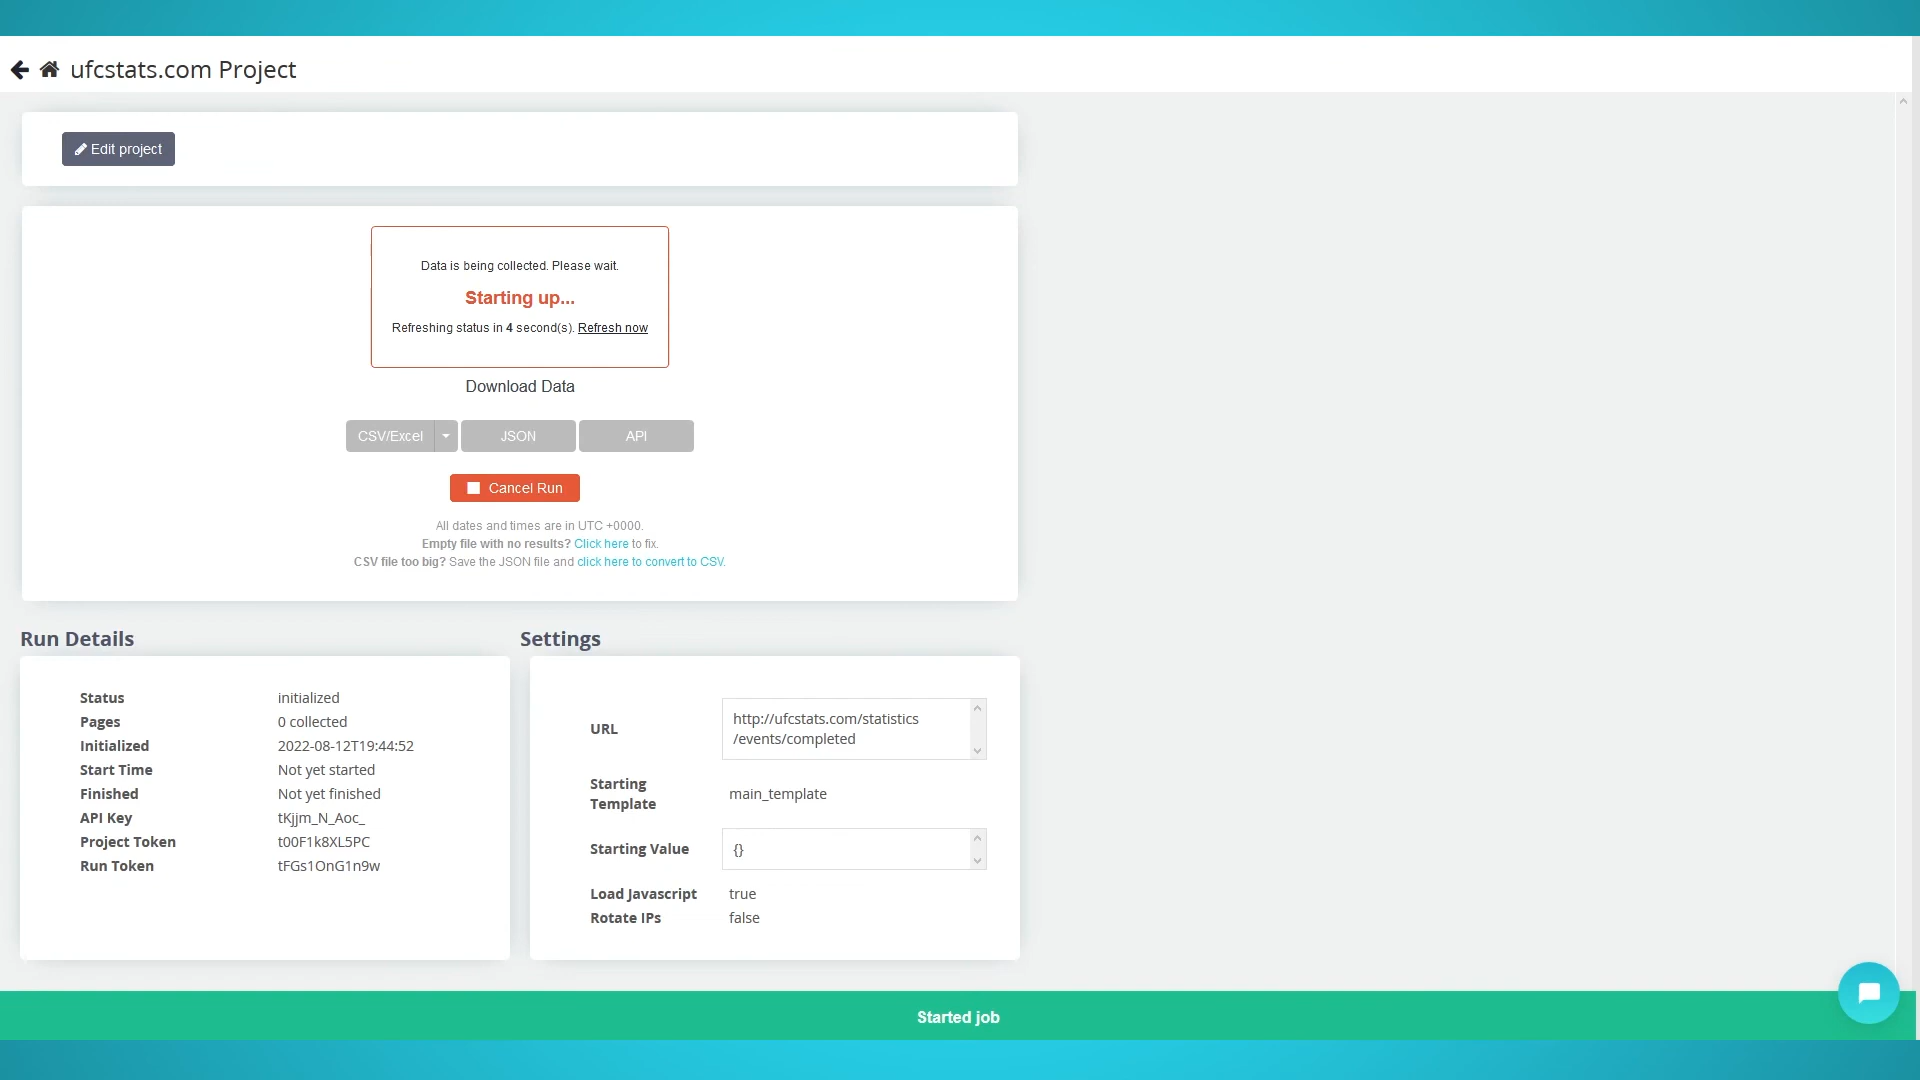 ufcstats.com Project
Edit project
Data is being collected. Please wait.
Starting up...
Refreshing status in 4 second(s). Refresh now
Download Data
CSV/Excel JSON API
Cancel Run
All dates and times are in UTC +0000.
Empty file with no results? Click here to fix.
CSV file too big? Save the JSON file and click here to convert to CSV.
Run Details
Status initialized
Pages 0 collected
Initialized 2022-08-12T19:44:52
Start Time Not yet started
Finished Not yet finished
API Key tKjjm_N_Aoc_
Project Token t00F1k8XL5PC
Run Token tFGs1OnG1n9w
Settings
URL
http://ufcstats.com/statistics
/events/completed
Starting
Template
main_template
Starting Value {}
Load Javascript true
Rotate IPs false
Started job